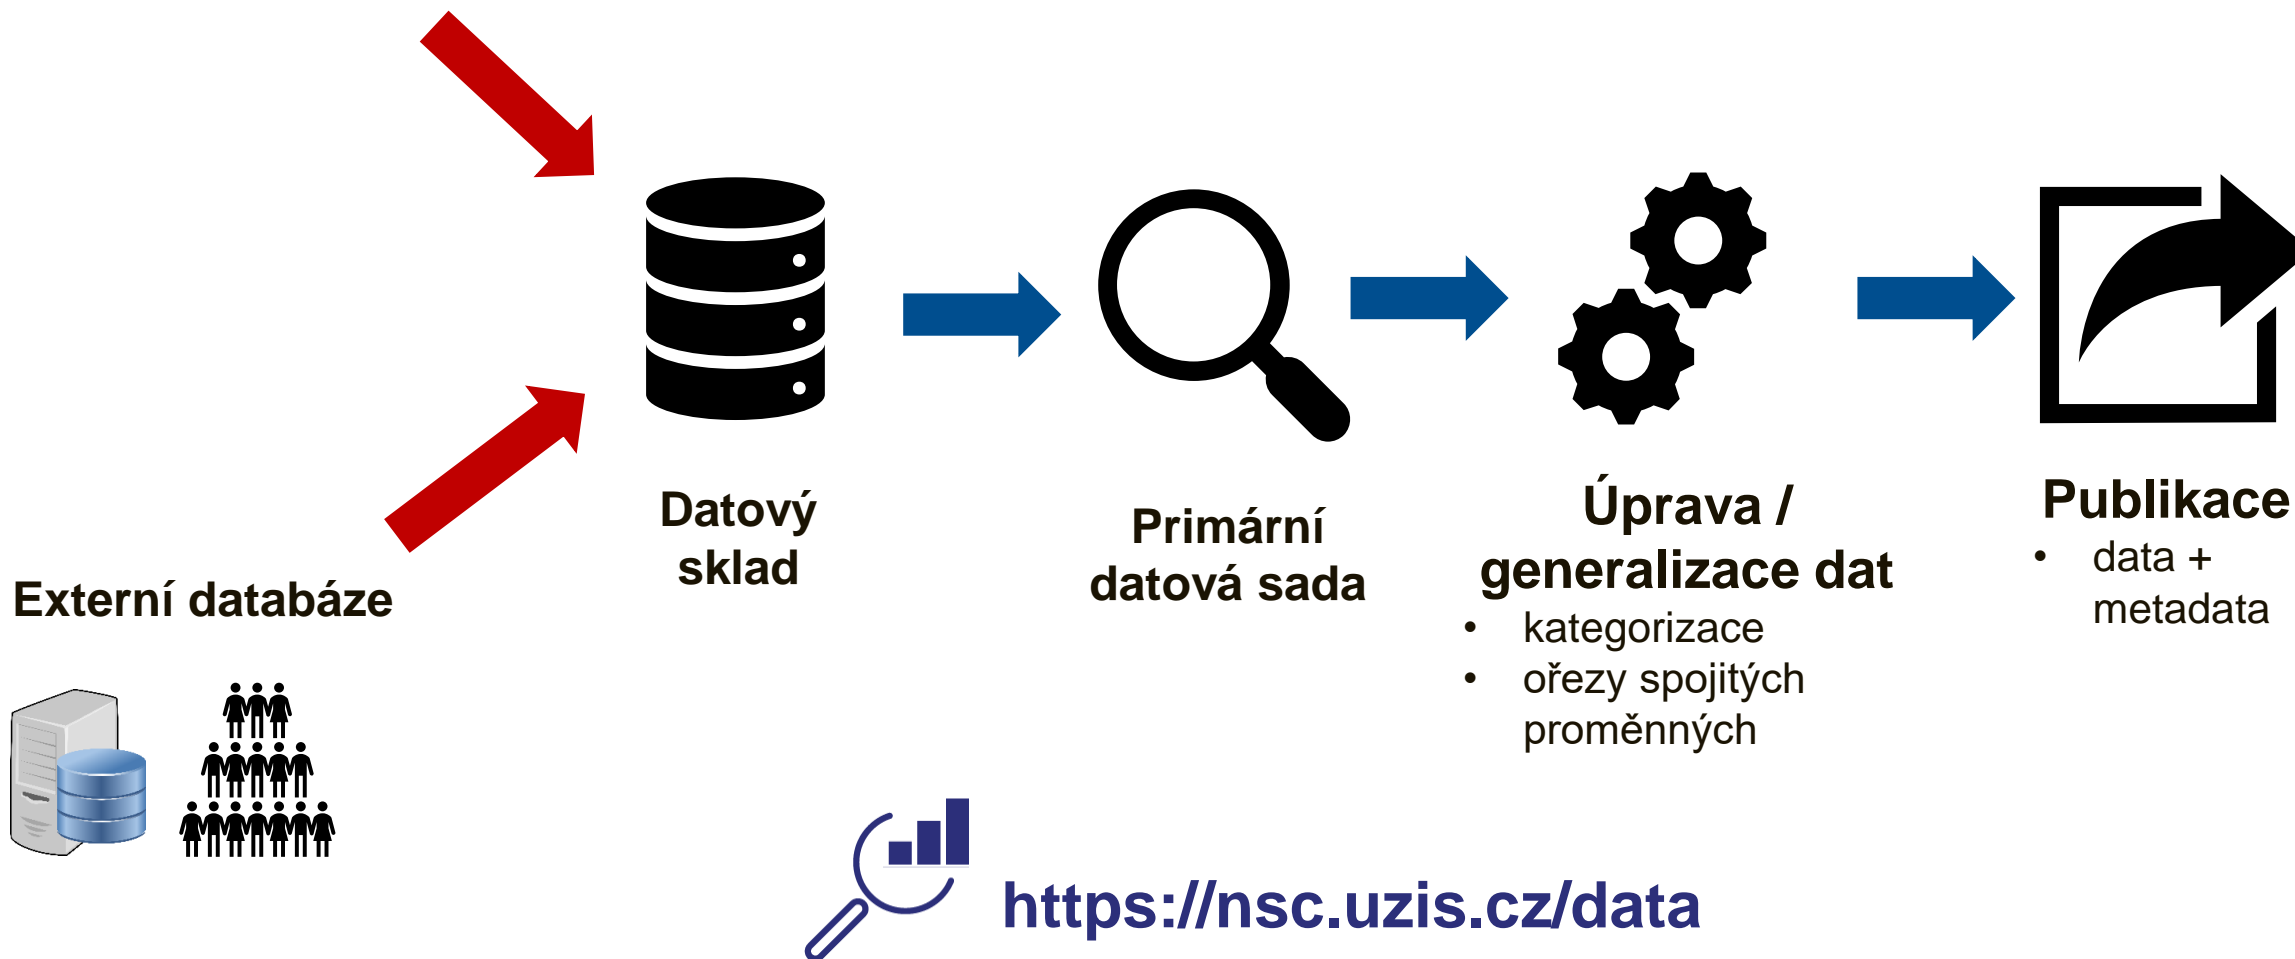 Externí databáze
Datový
sklad
Primární
datová sada
Úprava /
generalizace dat
• kategorizace
• ořezy spojitých
proměnných
Publikace
• data +
metadata
https://nsc.uzis.cz/data